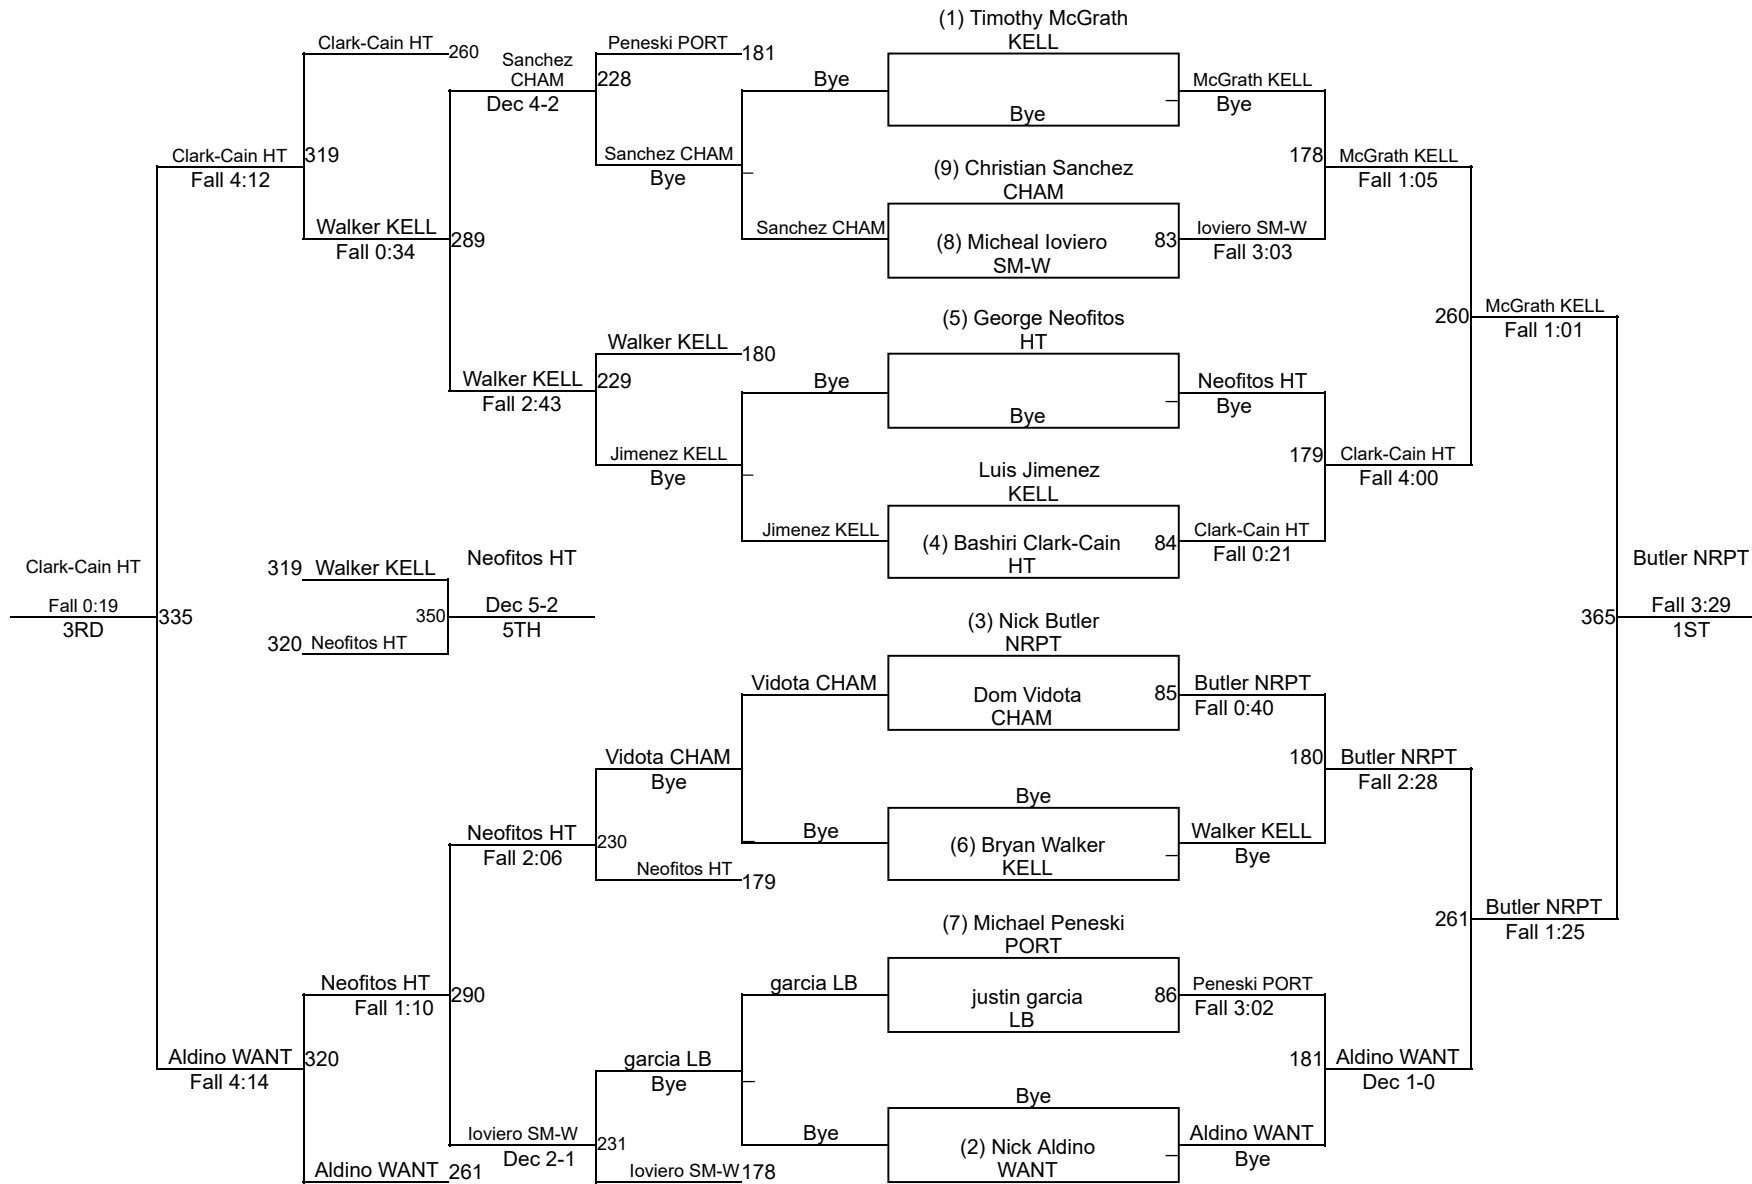 (1) Timothy McGrath
KELL
Clark-Cain HT 260
Peneski PORT 181
Sanchez
CHAM 228
Dec 4-2
Bye
McGrath KELL
Bye
Bye
Clark-Cain HT 319
Fall 4:12
Sanchez CHAM
Bye
(9) Christian Sanchez
CHAM
178 McGrath KELL
Fall 1:05
Walker KELL 289
Fall 0:34
Sanchez CHAM
(8) Micheal Ioviero 83
SM-W
Ioviero SM-W
Fall 3:03
(5) George Neofitos
HT
260 McGrath KELL
Fall 1:01
Walker KELL 180
Walker KELL 229
Fall 2:43
Bye
Bye
Neofitos HT
Bye
Jimenez KELL
Bye
Luis Jimenez
KELL
179 Clark-Cain HT
Fall 4:00
Jimenez KELL
(4) Bashiri Clark-Cain 84
HT
Clark-Cain HT
Fall 0:21
Clark-Cain HT
Fall 0:19 335
3RD
319 Walker KELL
Neofitos HT
350 Dec 5-2
5TH
320 Neofitos HT
Butler NRPT
365 Fall 3:29
1ST
(3) Nick Butler
NRPT
Vidota CHAM
Dom Vidota 85
CHAM
Butler NRPT
Fall 0:40
Vidota CHAM
Bye
180 Butler NRPT
Fall 2:28
Bye
Neofitos HT 230
Fall 2:06
Bye
(6) Bryan Walker
KELL
Walker KELL
Bye
Neofitos HT 179
(7) Michael Peneski
PORT
261 Butler NRPT
Fall 1:25
Neofitos HT 290
Fall 1:10
garcia LB
justin garcia 86
LB
Peneski PORT
Fall 3:02
Aldino WANT 320
Fall 4:14
garcia LB
Bye
181 Aldino WANT
Dec 1-0
Bye
Ioviero SM-W 231
Dec 2-1
Bye
(2) Nick Aldino
WANT
Aldino WANT
Bye
Aldino WANT 261
Ioviero SM-W 178